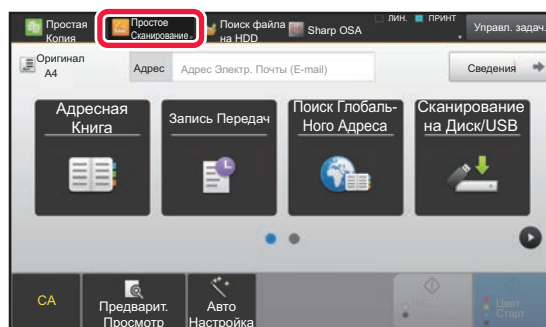 Простая
Копия
Простое
Сканирование
Поиск файла
на HDD
Sharp OSA
ЛИН.
ПРИНТ
Управл. задач.
Оригинал
A4
Адрес
Адрес Электр. Почты (E-mail)
Сведения
Адресная
Книга
Запись Передач
Поиск Глобаль-
Ного Адреса
Сканирование
на Диск/USB
CA
Предварит.
Просмотр
Авто
Настройка
Цвет
Старт